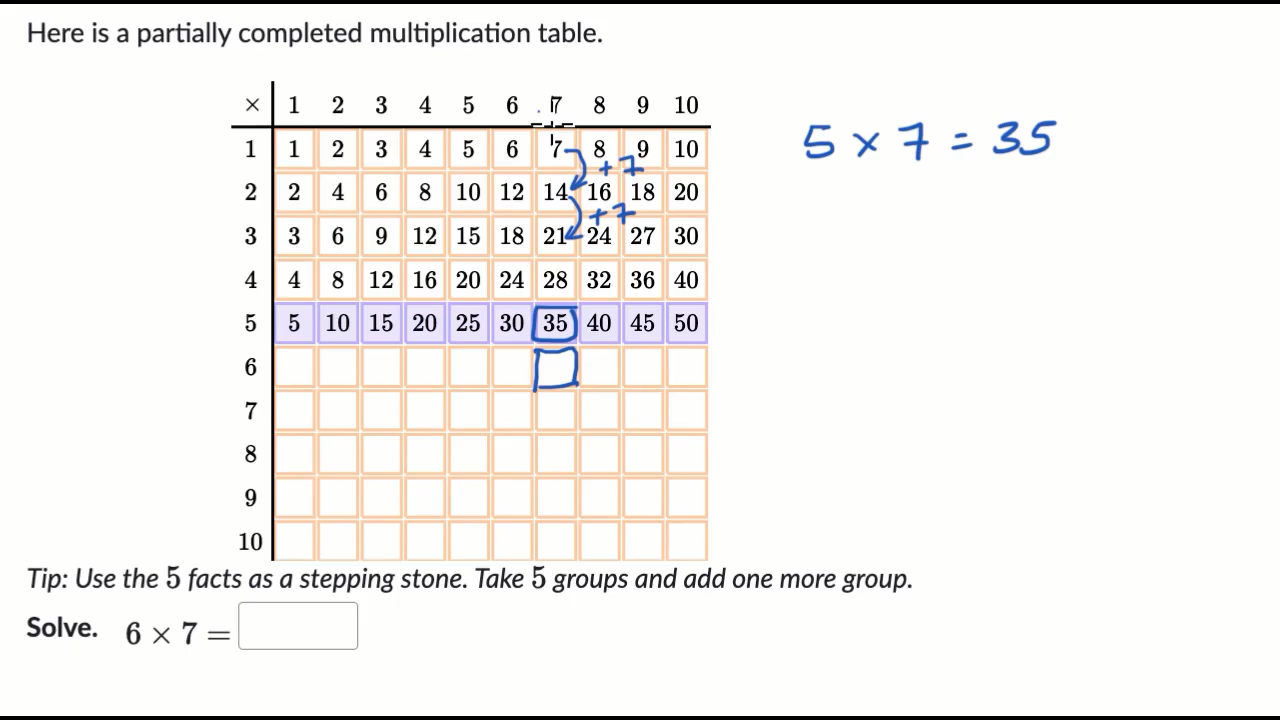 Here is a partially completed multiplication table.
× 1 2 3 4 5 6 7 8 9 10
1 1 2 3 4 5 6 7 8 9 10
+7
2 2 4 6 8 10 12 14 16 18 20
+7
3 3 6 9 12 15 18 21 24 27 30
4 4 8 12 16 20 24 28 32 36 40
5 5 10 15 20 25 30 35 40 45 50
6
7
8
9
10
5 × 7 = 35
Tip: Use the 5 facts as a stepping stone. Take 5 groups and add one more group.
Solve. 6 × 7 =